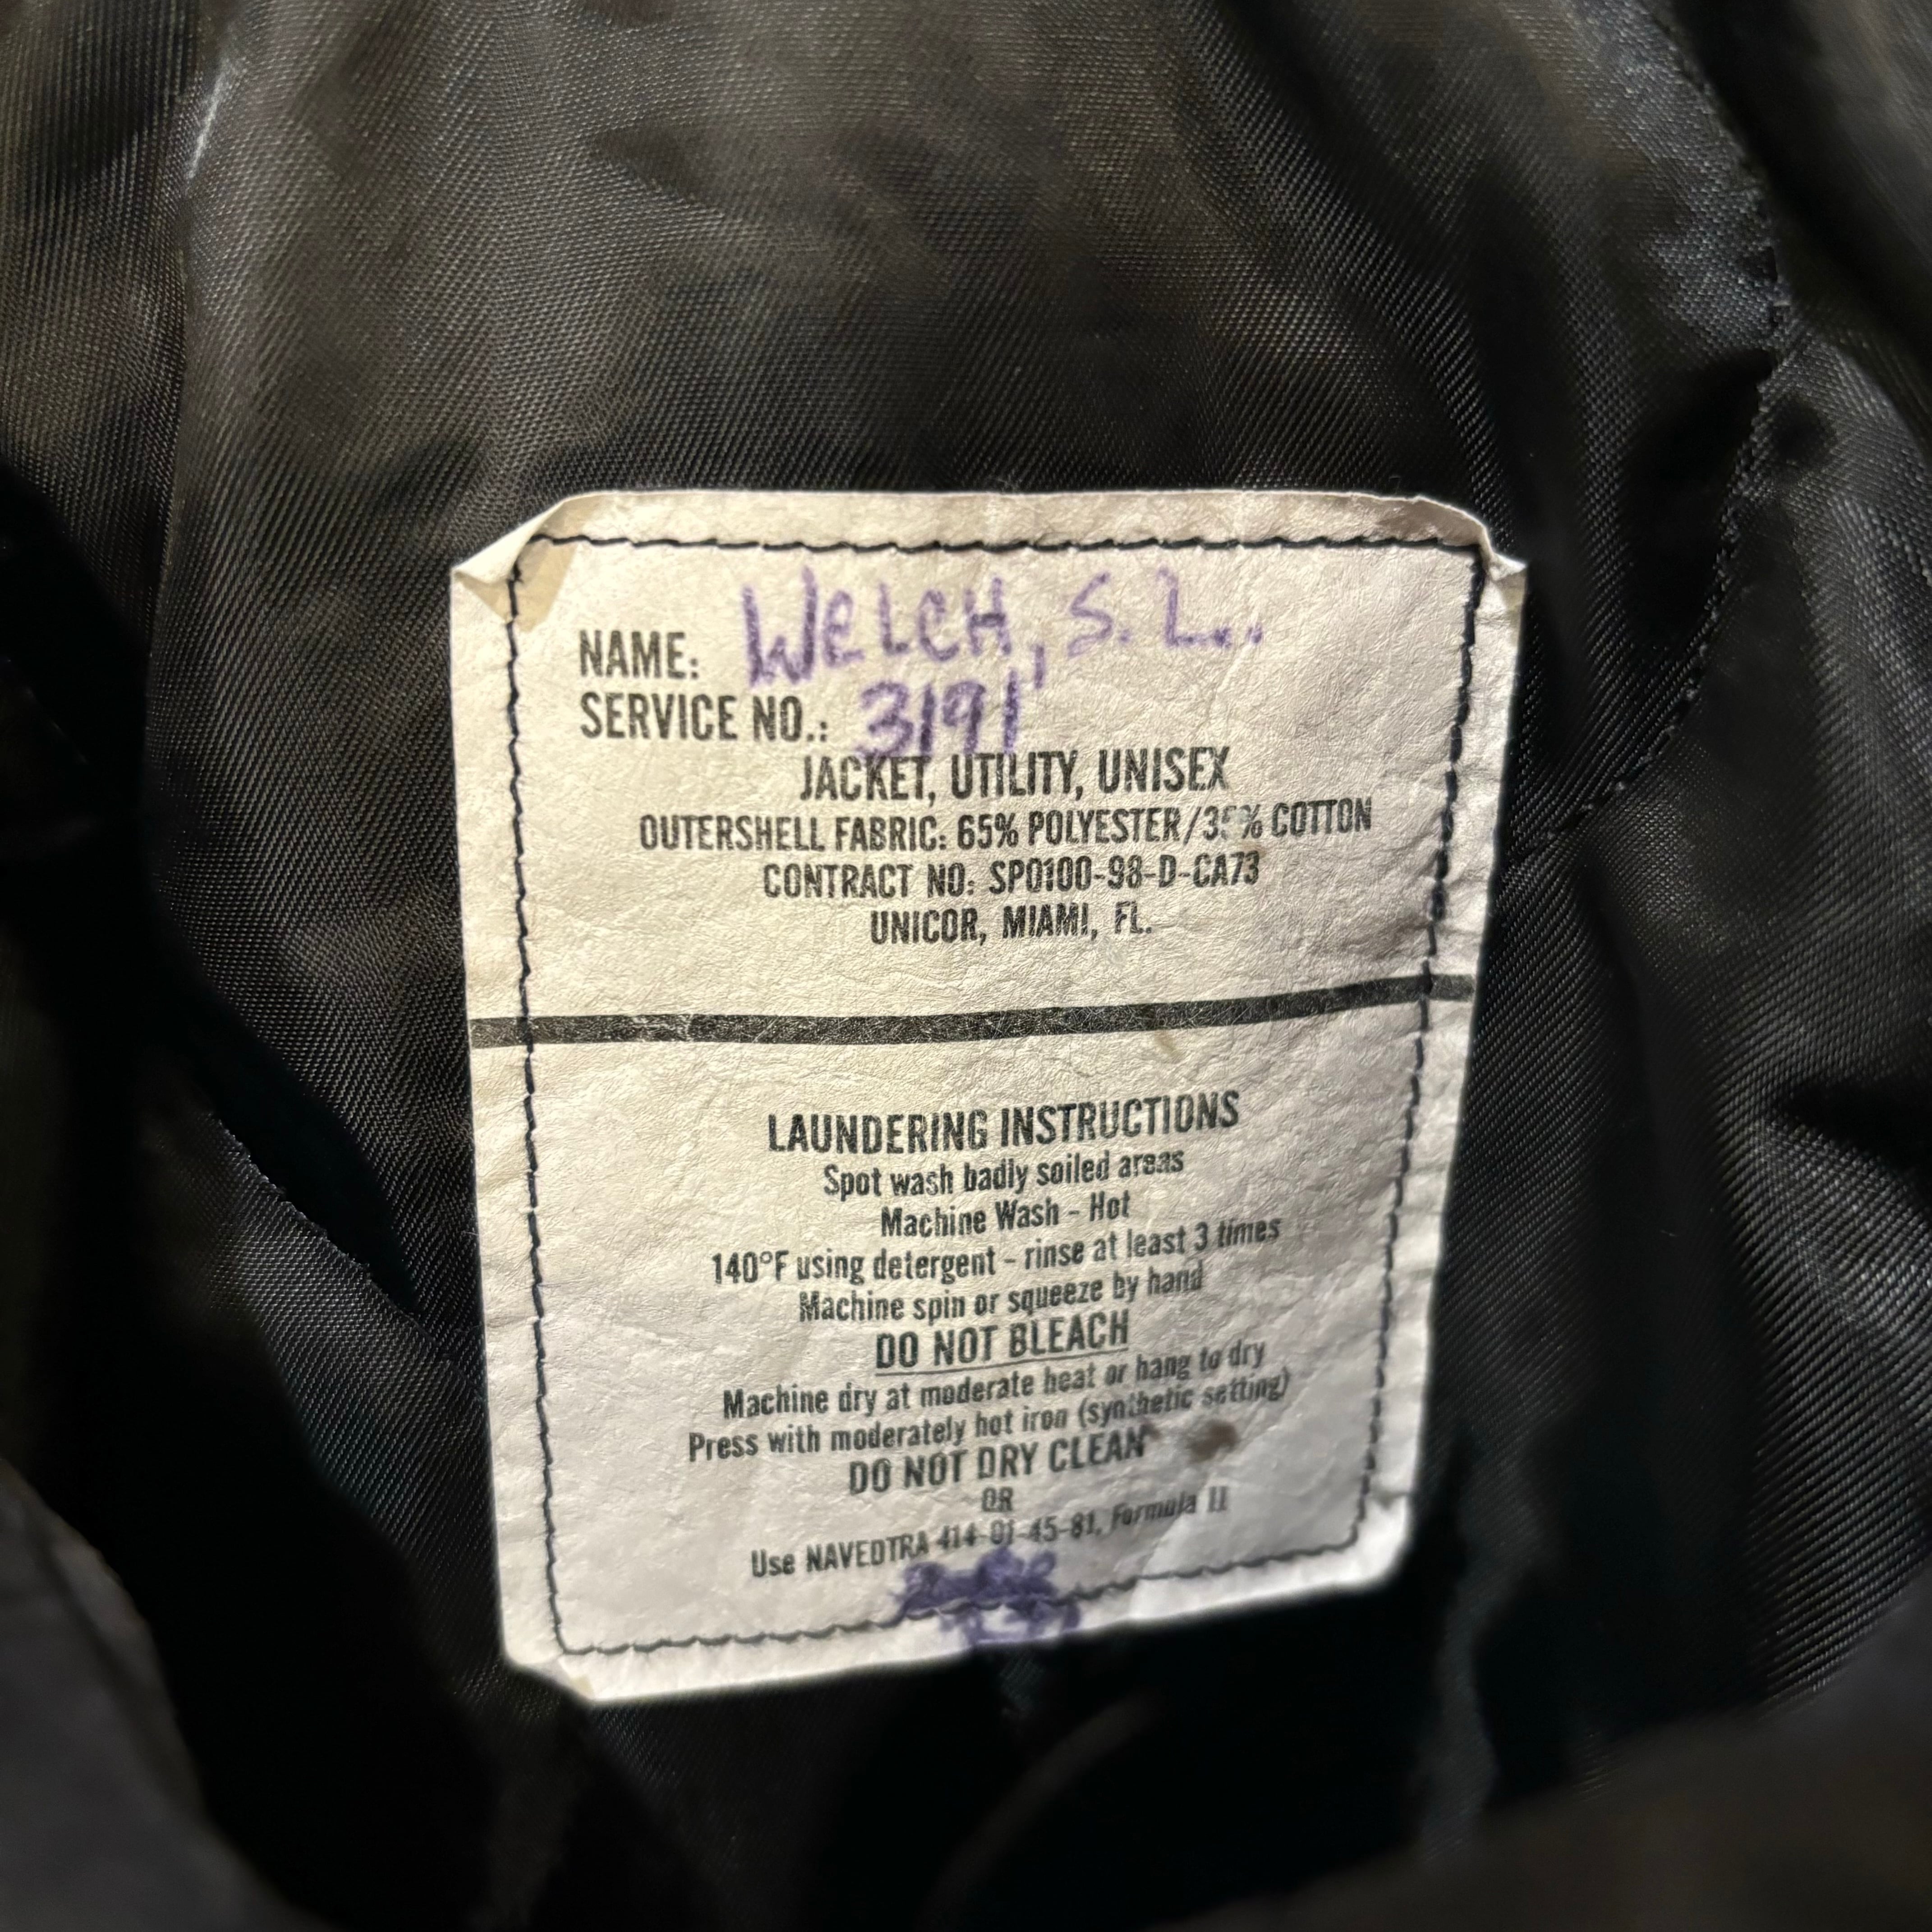 NAME: WELCH, S. L..
SERVICE NO.: 3191
JACKET, UTILITY, UNISEX
OUTERSHELL FABRIC: 65% POLYESTER/35% COTTON
CONTRACT NO: SPO100-98-D-CA73
UNICOR, MIAMI, FL.
LAUNDERING INSTRUCTIONS
Spot wash badly soiled areas
Machine Wash - Hot
140°F using detergent - rinse at least 3 times
Machine spin or squeeze by hand
DO NOT BLEACH
Machine dry at moderate heat or hang to dry
Press with moderately hot iron (synthetic setting)
DO NOT DRY CLEAN
OR
Use NAVEDTRA 414-01-45-81, Formula II